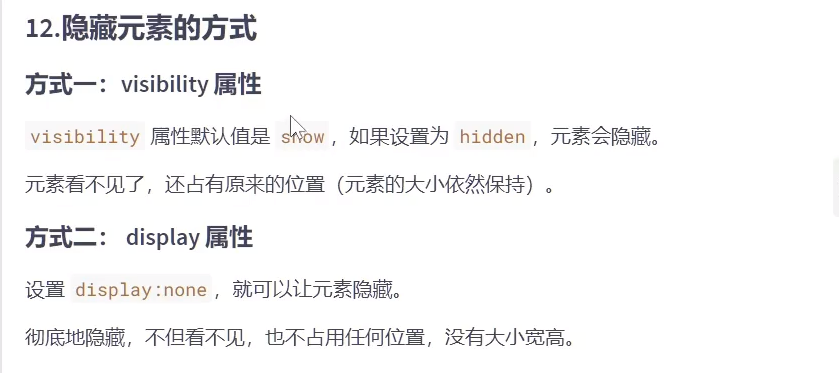 12.隐藏元素的方式
方式一：visibility 属性
visibility 属性默认值是 show，如果设置为 hidden，元素会隐藏。
元素看不见了，还占有原来的位置（元素的大小依然保持）。
方式二： display 属性
设置 display:none，就可以让元素隐藏。
彻底地隐藏，不但看不见，也不占用任何位置，没有大小宽高。